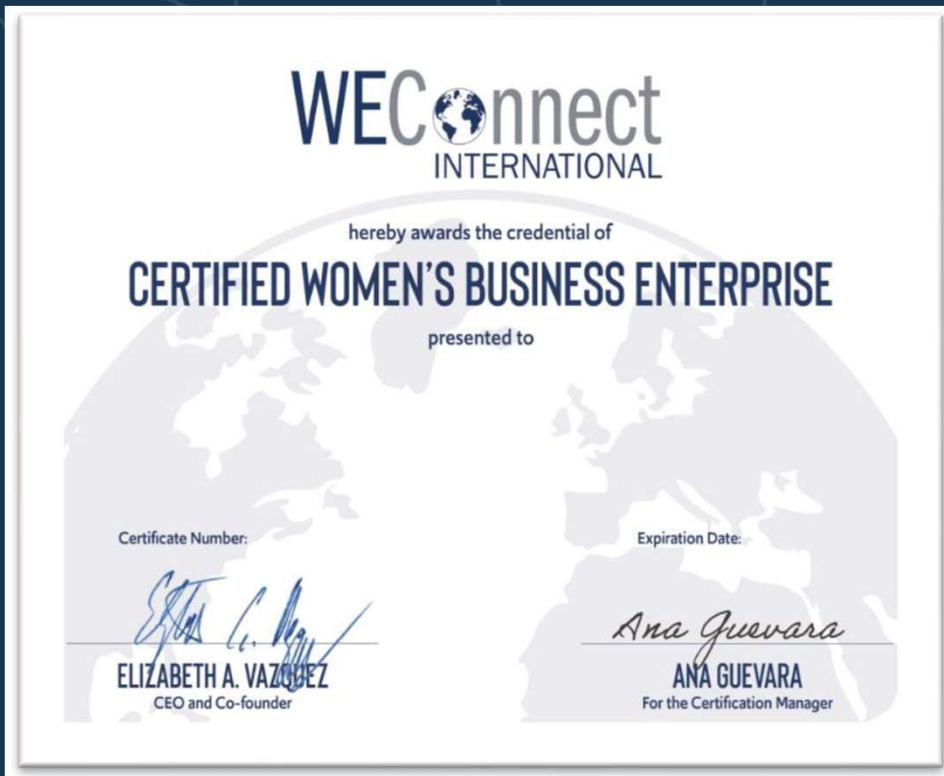 WEConnect
INTERNATIONAL
hereby awards the credential of
CERTIFIED WOMEN'S BUSINESS ENTERPRISE
presented to
Certificate Number:
Expiration Date:
Ana Guevara
ELIZABETH A. VAZQUEZ
ANA GUEVARA
CEO and Co-founder
For the Certification Manager